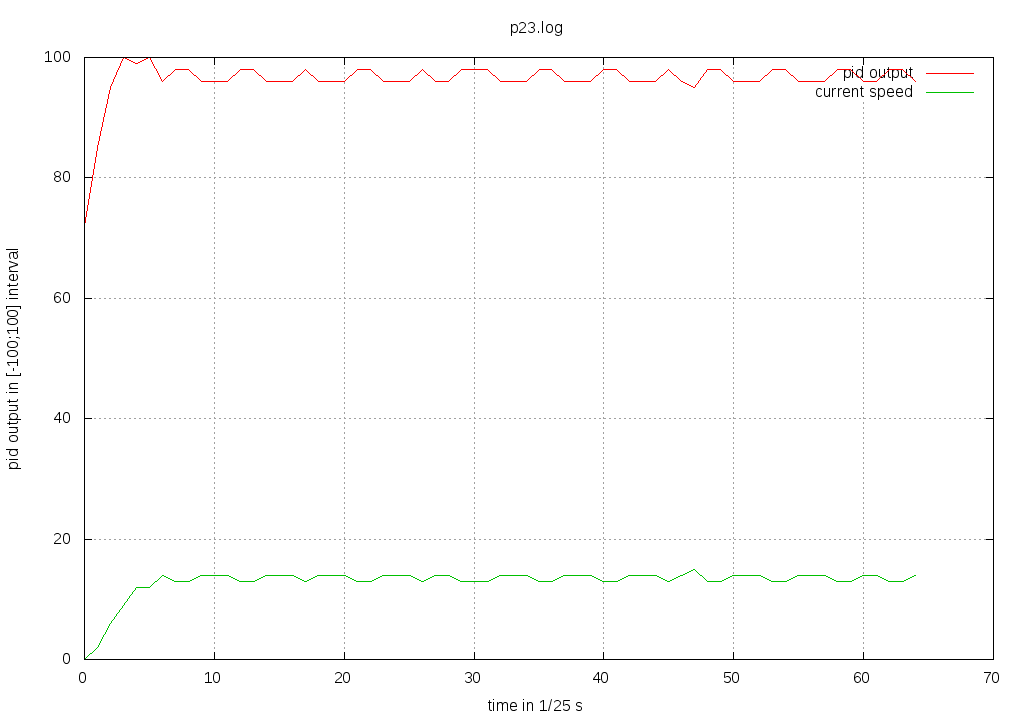 p23.log
pid output
current speed
100
80
60
40
20
0
pid output in [-100;100] interval
0 10 20 30 40 50 60 70
time in 1/25 s